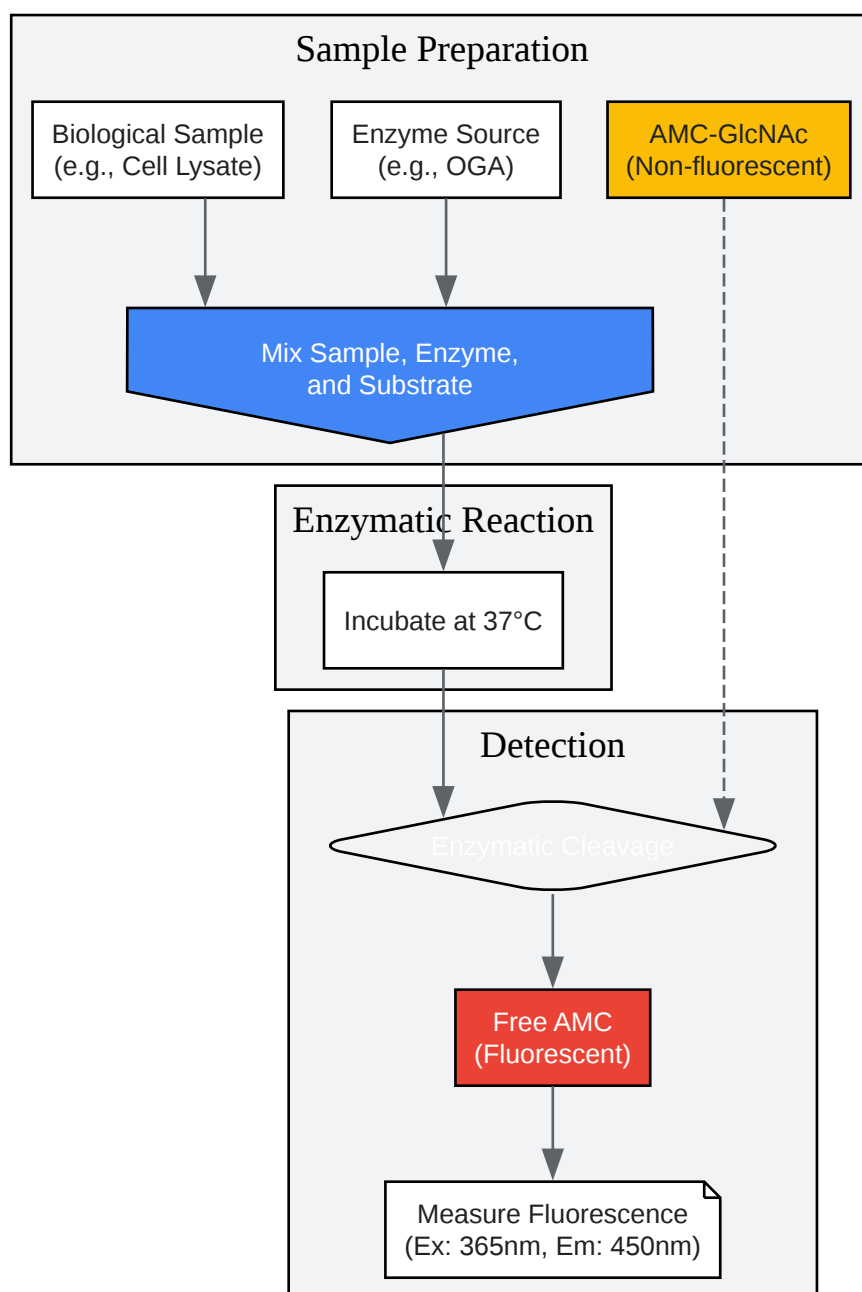 Sample Preparation
Biological Sample
(e.g., Cell Lysate)
Enzyme Source
(e.g., OGA)
AMC-GlcNAc
(Non-fluorescent)
Mix Sample, Enzyme,
and Substrate
Enzymatic Reaction
Incubate at 37°C
Detection
Enzymatic Cleavage
Free AMC
(Fluorescent)
Measure Fluorescence
(Ex: 365nm, Em: 450nm)